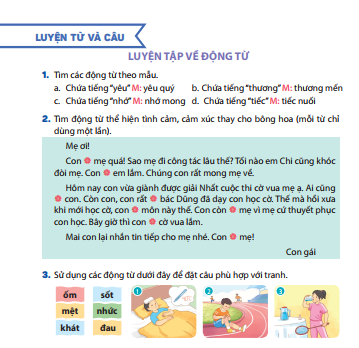 LUYỆN TỪ VÀ CÂU
LUYỆN TẬP VỀ ĐỘNG TỪ
1. Tìm các động từ theo mẫu.
a. Chứa tiếng "yêu" M: yêu quý b. Chứa tiếng "thương" M: thương mến
c. Chứa tiếng "nhớ" M: nhớ mong d. Chứa tiếng "tiếc" M: tiếc nuối
2. Tìm động từ thể hiện tình cảm, cảm xúc thay cho bông hoa (mỗi từ chỉ
dùng một lần).
Mẹ ơi!
Con mẹ quá! Sao mẹ đi công tác lâu thế? Tối nào em Chi cũng khóc
đòi mẹ. Con em lắm. Chúng con rất mong mẹ về.
Hôm nay con vừa giành được giải Nhất cuộc thi cờ vua mẹ ạ. Ai cũng
con. Còn con, con rất bác Dũng đã dạy con học cờ. Thế mà hồi xưa
khi mới học cờ, con môn này thế. Con còn mẹ vì mẹ cứ thuyết phục
con học. Bây giờ thì con cờ vua lắm.
Mai con lại nhắn tin tiếp cho mẹ nhé. Con mẹ!
Con gái
3. Sử dụng các động từ dưới đây để đặt câu phù hợp với tranh.
ốm sốt 1 2 3
mệt nhức
khát đau